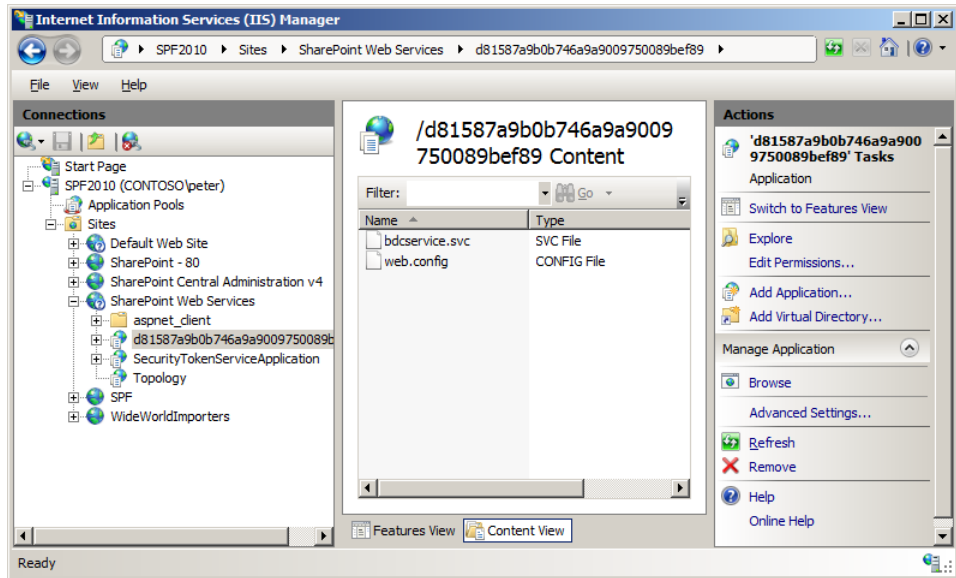 Internet Information Services (IIS) Manager
SPF2010 Sites SharePoint Web Services d81587a9b0b746a9a9009750089bef89
File View Help
Connections
Start Page
SPF2010 (CONTOSO\peter)
Application Pools
Sites
Default Web Site
SharePoint - 80
SharePoint Central Administration v4
SharePoint Web Services
aspnet_client
d81587a9b0b746a9a9009750089b
SecurityTokenServiceApplication
Topology
SPF
WideWorldImporters
/d81587a9b0b746a9a9009
750089bef89 Content
Filter: Go
Name Type
bdcservice.svc SVC File
web.config CONFIG File
Features View Content View
Actions
'd81587a9b0b746a9a900
9750089bef89' Tasks
Application
Switch to Features View
Explore
Edit Permissions...
Add Application...
Add Virtual Directory...
Manage Application
Browse
Advanced Settings...
Refresh
Remove
Help
Online Help
Ready